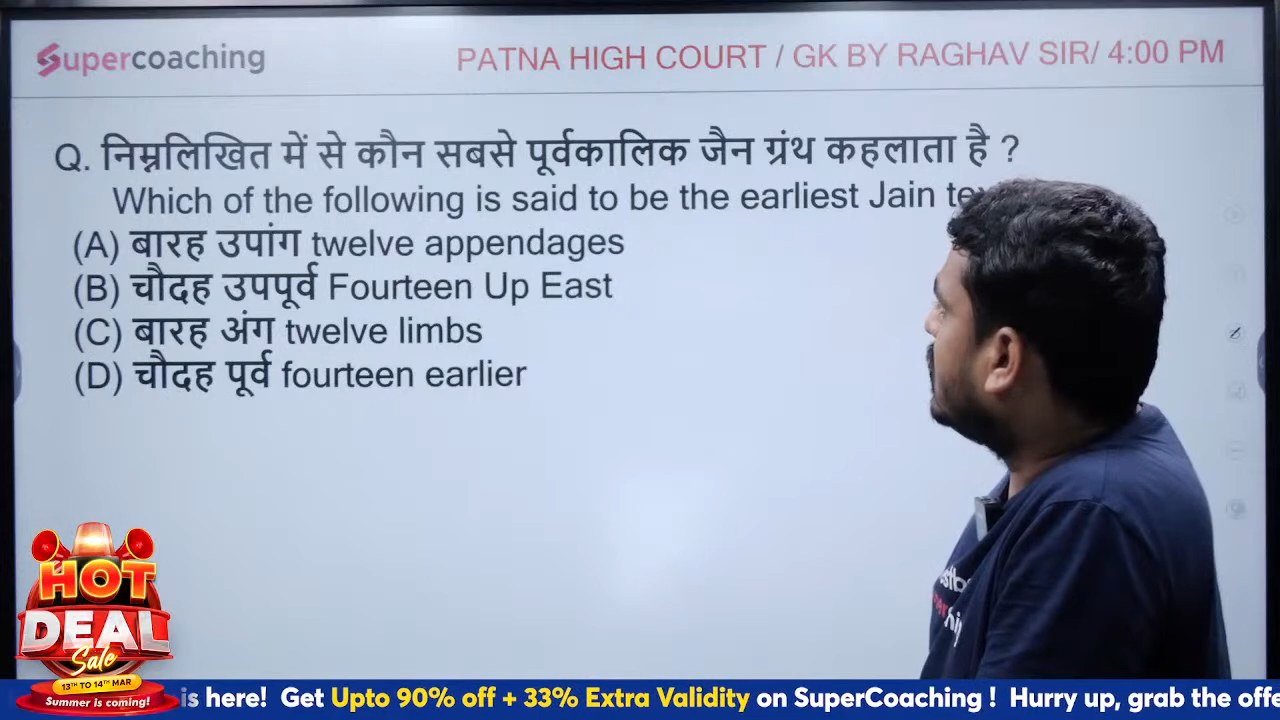 Supercoaching
PATNA HIGH COURT / GK BY RAGHAV SIR/ 4:00 PM
Q. निम्नलिखित में से कौन सबसे पूर्वकालिक जैन ग्रंथ कहलाता है ?
Which of the following is said to be the earliest Jain
(A) बारह उपांग twelve appendages
(B) चौदह उपपूर्व Fourteen Up East
(C) बारह अंग twelve limbs
(D) चौदह पूर्व fourteen earlier
HOT
DEAL
Sale
13TH TO 14TH MAR
Summer is coming!
is here! Get Upto 90% off + 33% Extra Validity on SuperCoaching ! Hurry up, grab the